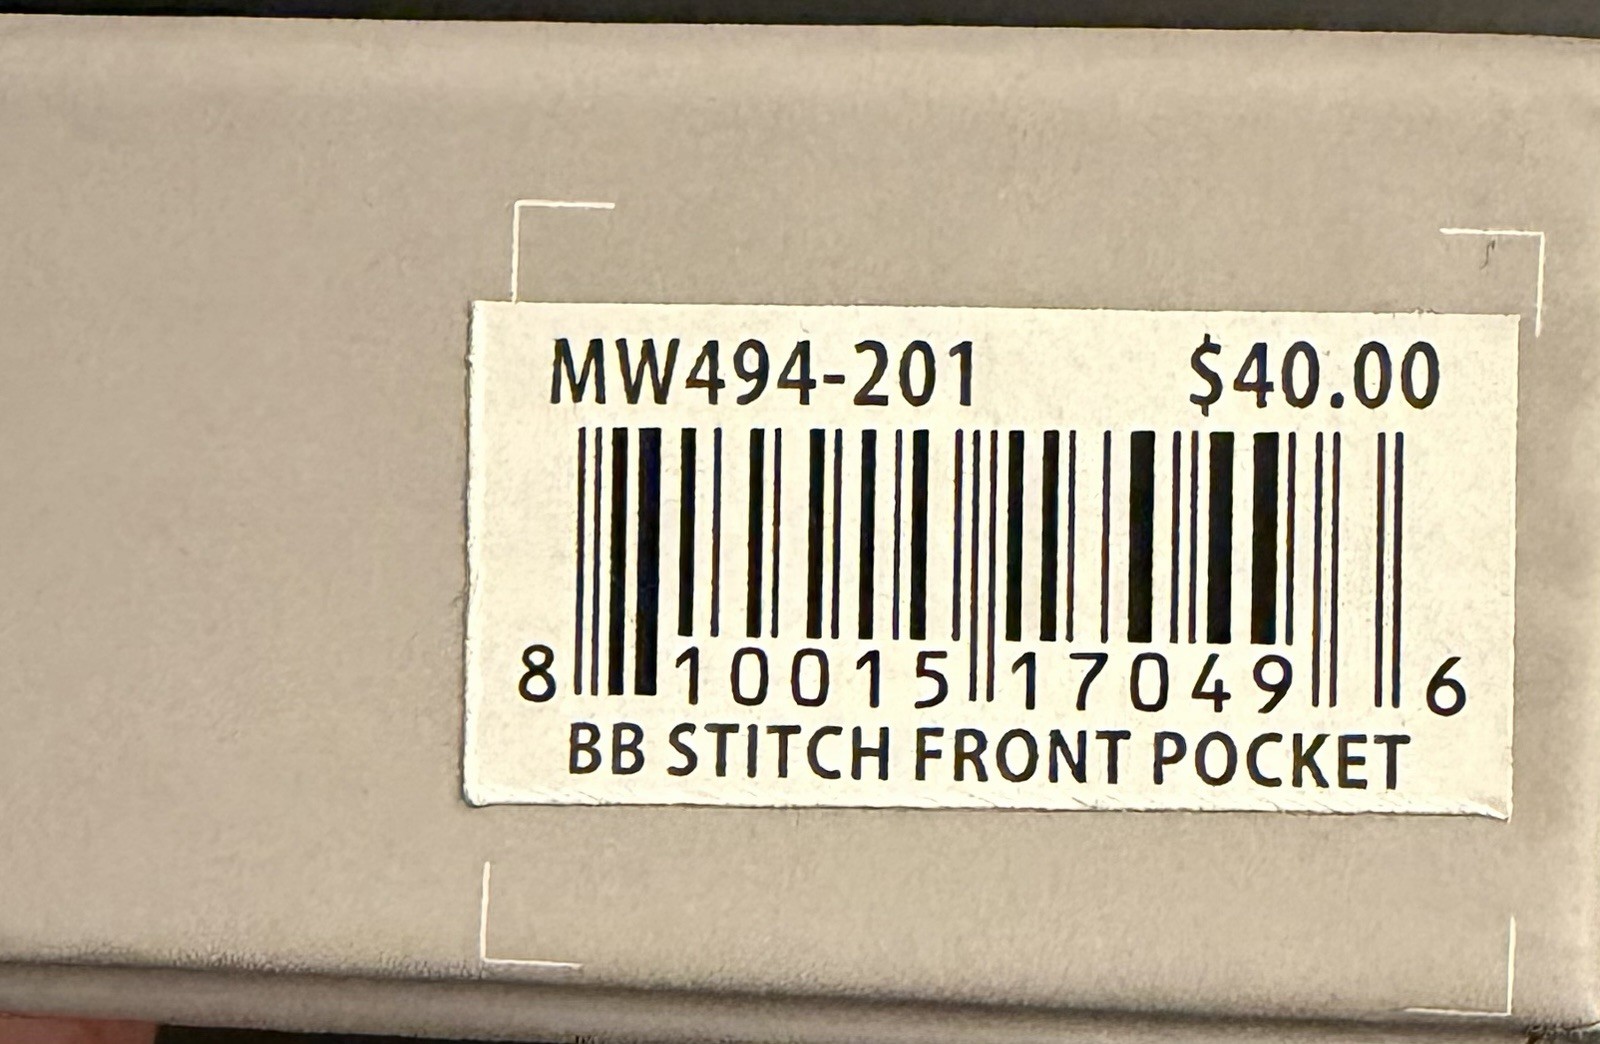 MW494-201 $40.00
8 10015 17049 6
BB STITCH FRONT POCKET